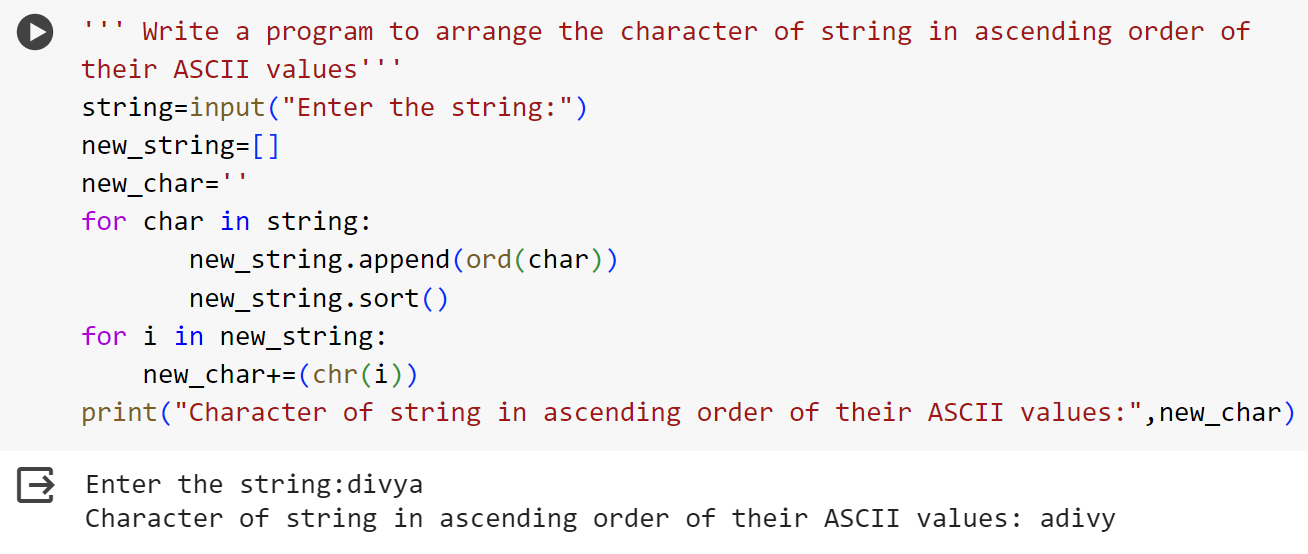 ''' Write a program to arrange the character of string in ascending order of
their ASCII values'''
string=input("Enter the string:")
new_string=[]
new_char=''
for char in string:
       new_string.append(ord(char))
       new_string.sort()
for i in new_string:
    new_char+=(chr(i))
print("Character of string in ascending order of their ASCII values:",new_char)
Enter the string:divya
Character of string in ascending order of their ASCII values: adivy